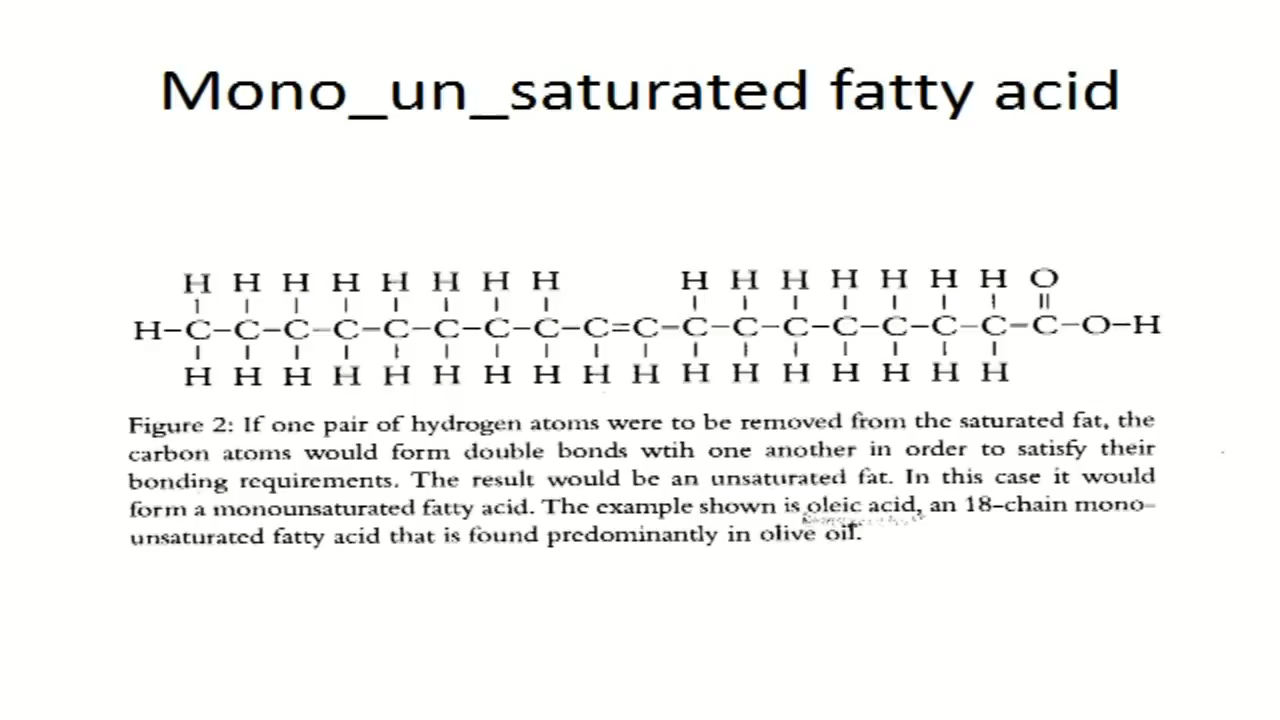 Mono_un_saturated fatty acid
H H H H H H H H H H H H H H H O
H–C–C–C–C–C–C–C–C–C=C–C–C–C–C–C–C–C–C–O–H
H H H H H H H H H H H H H H H H H
Figure 2: If one pair of hydrogen atoms were to be removed from the saturated fat, the
carbon atoms would form double bonds wtih one another in order to satisfy their
bonding requirements. The result would be an unsaturated fat. In this case it would
form a monounsaturated fatty acid. The example shown is oleic acid, an 18-chain mono-
unsaturated fatty acid that is found predominantly in olive oil.